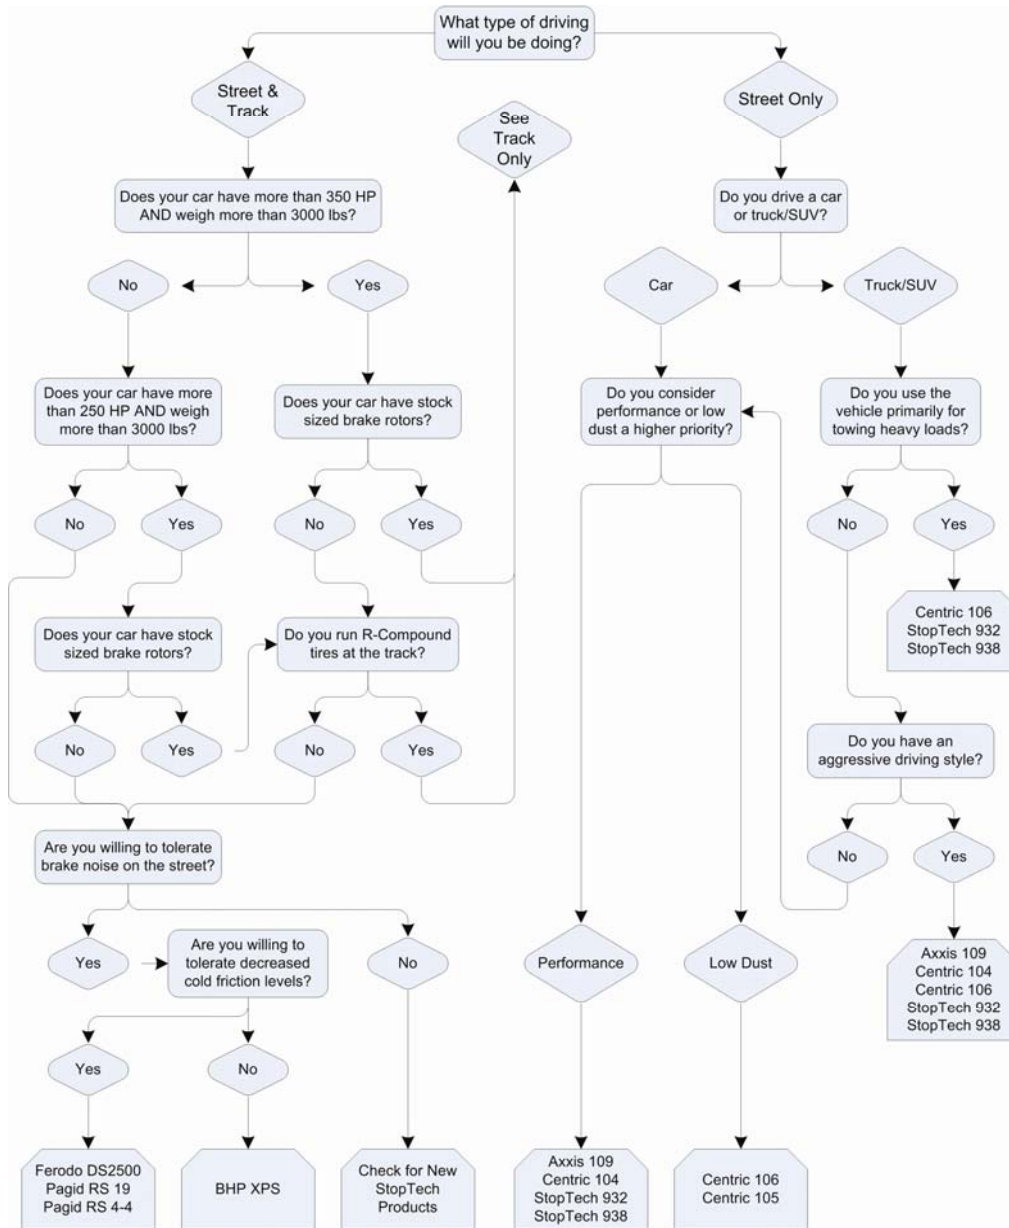 What type of driving
will you be doing?
Street &
Track
Street Only
See
Track
Only
Does your car have more than 350 HP
AND weigh more than 3000 lbs?
Do you drive a car
or truck/SUV?
No
Yes
Car
Truck/SUV
Does your car have more
than 250 HP AND weigh
more than 3000 lbs?
Does your car have stock
sized brake rotors?
Do you consider
performance or low
dust a higher priority?
Do you use the
vehicle primarily for
towing heavy loads?
No
Yes
No
Yes
No
Yes
Centric 106
StopTech 932
StopTech 938
Does your car have stock
sized brake rotors?
Do you run R-Compound
tires at the track?
No
Yes
No
Yes
Do you have an
aggressive driving style?
Are you willing to tolerate
brake noise on the street?
No
Yes
Yes
Are you willing to
tolerate decreased
cold friction levels?
No
Performance
Low Dust
Axxis 109
Centric 104
Centric 106
StopTech 932
StopTech 938
Yes
No
Ferodo DS2500
Pagid RS 19
Pagid RS 4-4
BHP XPS
Check for New
StopTech
Products
Axxis 109
Centric 104
StopTech 932
StopTech 938
Centric 106
Centric 105